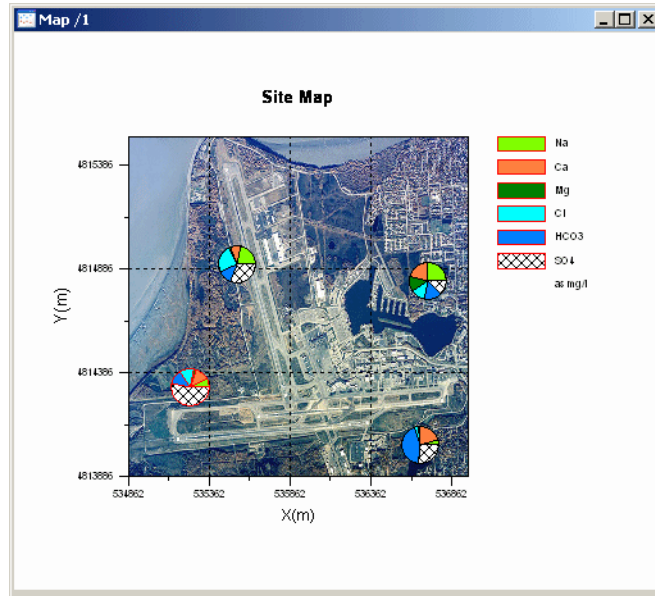 Map /1
Site Map
Na
Ca
Mg
Cl
HCO3
SO4
as mg/l
4815386
4814886
4814386
4813886
Y(m)
534862
535362
535862
536362
536862
X(m)